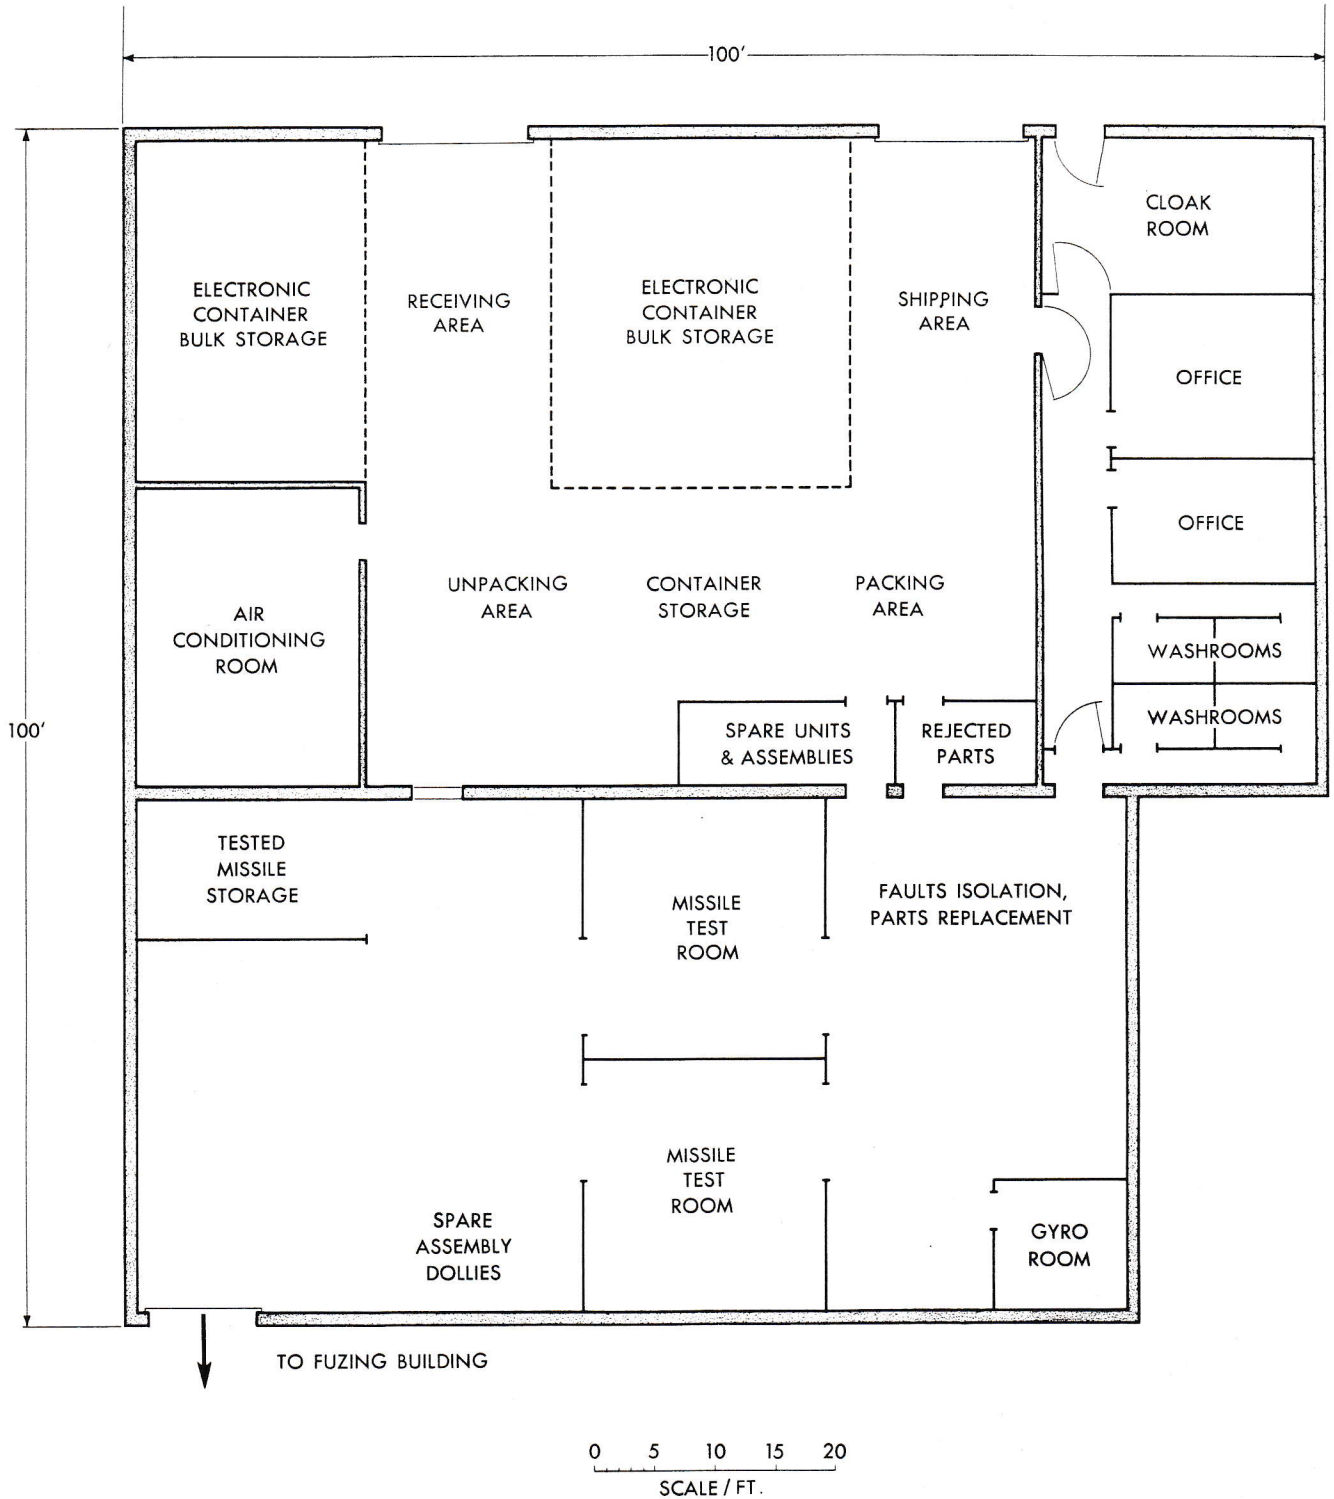 100'
CLOAK
ROOM
ELECTRONIC
CONTAINER
BULK STORAGE
RECEIVING
AREA
ELECTRONIC
CONTAINER
BULK STORAGE
SHIPPING
AREA
OFFICE
OFFICE
UNPACKING
AREA
CONTAINER
STORAGE
PACKING
AREA
AIR
CONDITIONING
ROOM
WASHROOMS
WASHROOMS
100'
SPARE UNITS
& ASSEMBLIES
REJECTED
PARTS
TESTED
MISSILE
STORAGE
MISSILE
TEST
ROOM
FAULTS ISOLATION,
PARTS REPLACEMENT
MISSILE
TEST
ROOM
SPARE
ASSEMBLY
DOLLIES
GYRO
ROOM
TO FUZING BUILDING
0 5 10 15 20
SCALE / FT.